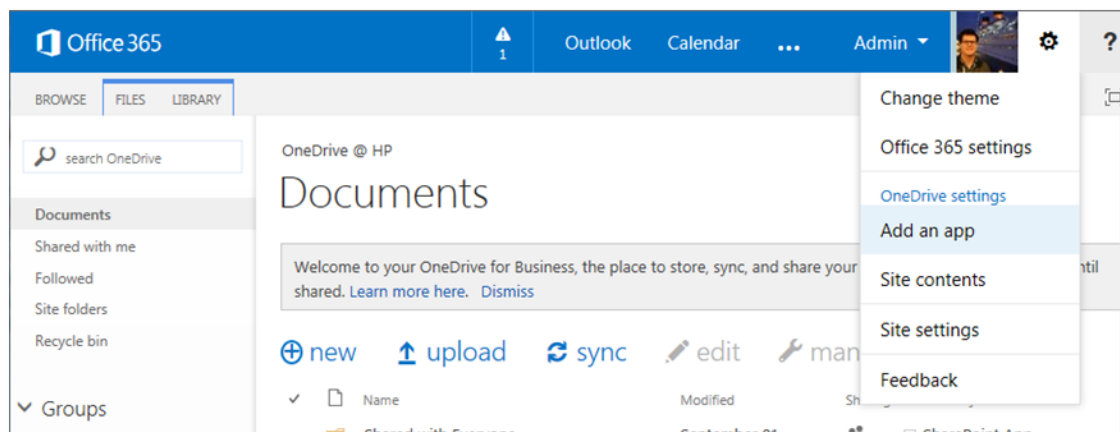 Office 365
1
Outlook Calendar ... Admin
?
BROWSE FILES LIBRARY
search OneDrive
Documents
Shared with me
Followed
Site folders
Recycle bin
Groups
OneDrive @ HP
Documents
Welcome to your OneDrive for Business, the place to store, sync, and share your
shared. Learn more here. Dismiss
new upload sync edit
Name Modified
Change theme
Office 365 settings
OneDrive settings
Add an app
Site contents
Site settings
Feedback